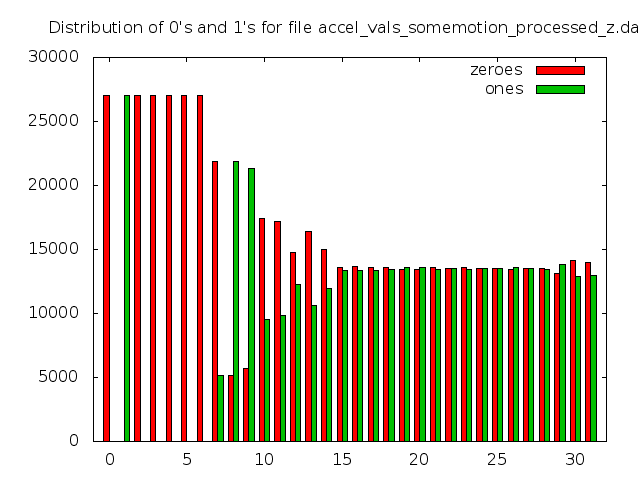 Distribution of 0's and 1's for file accel_vals_somemotion_processed_z.da
30000
zeroes
ones
25000
20000
15000
10000
5000
0
0 5 10 15 20 25 30